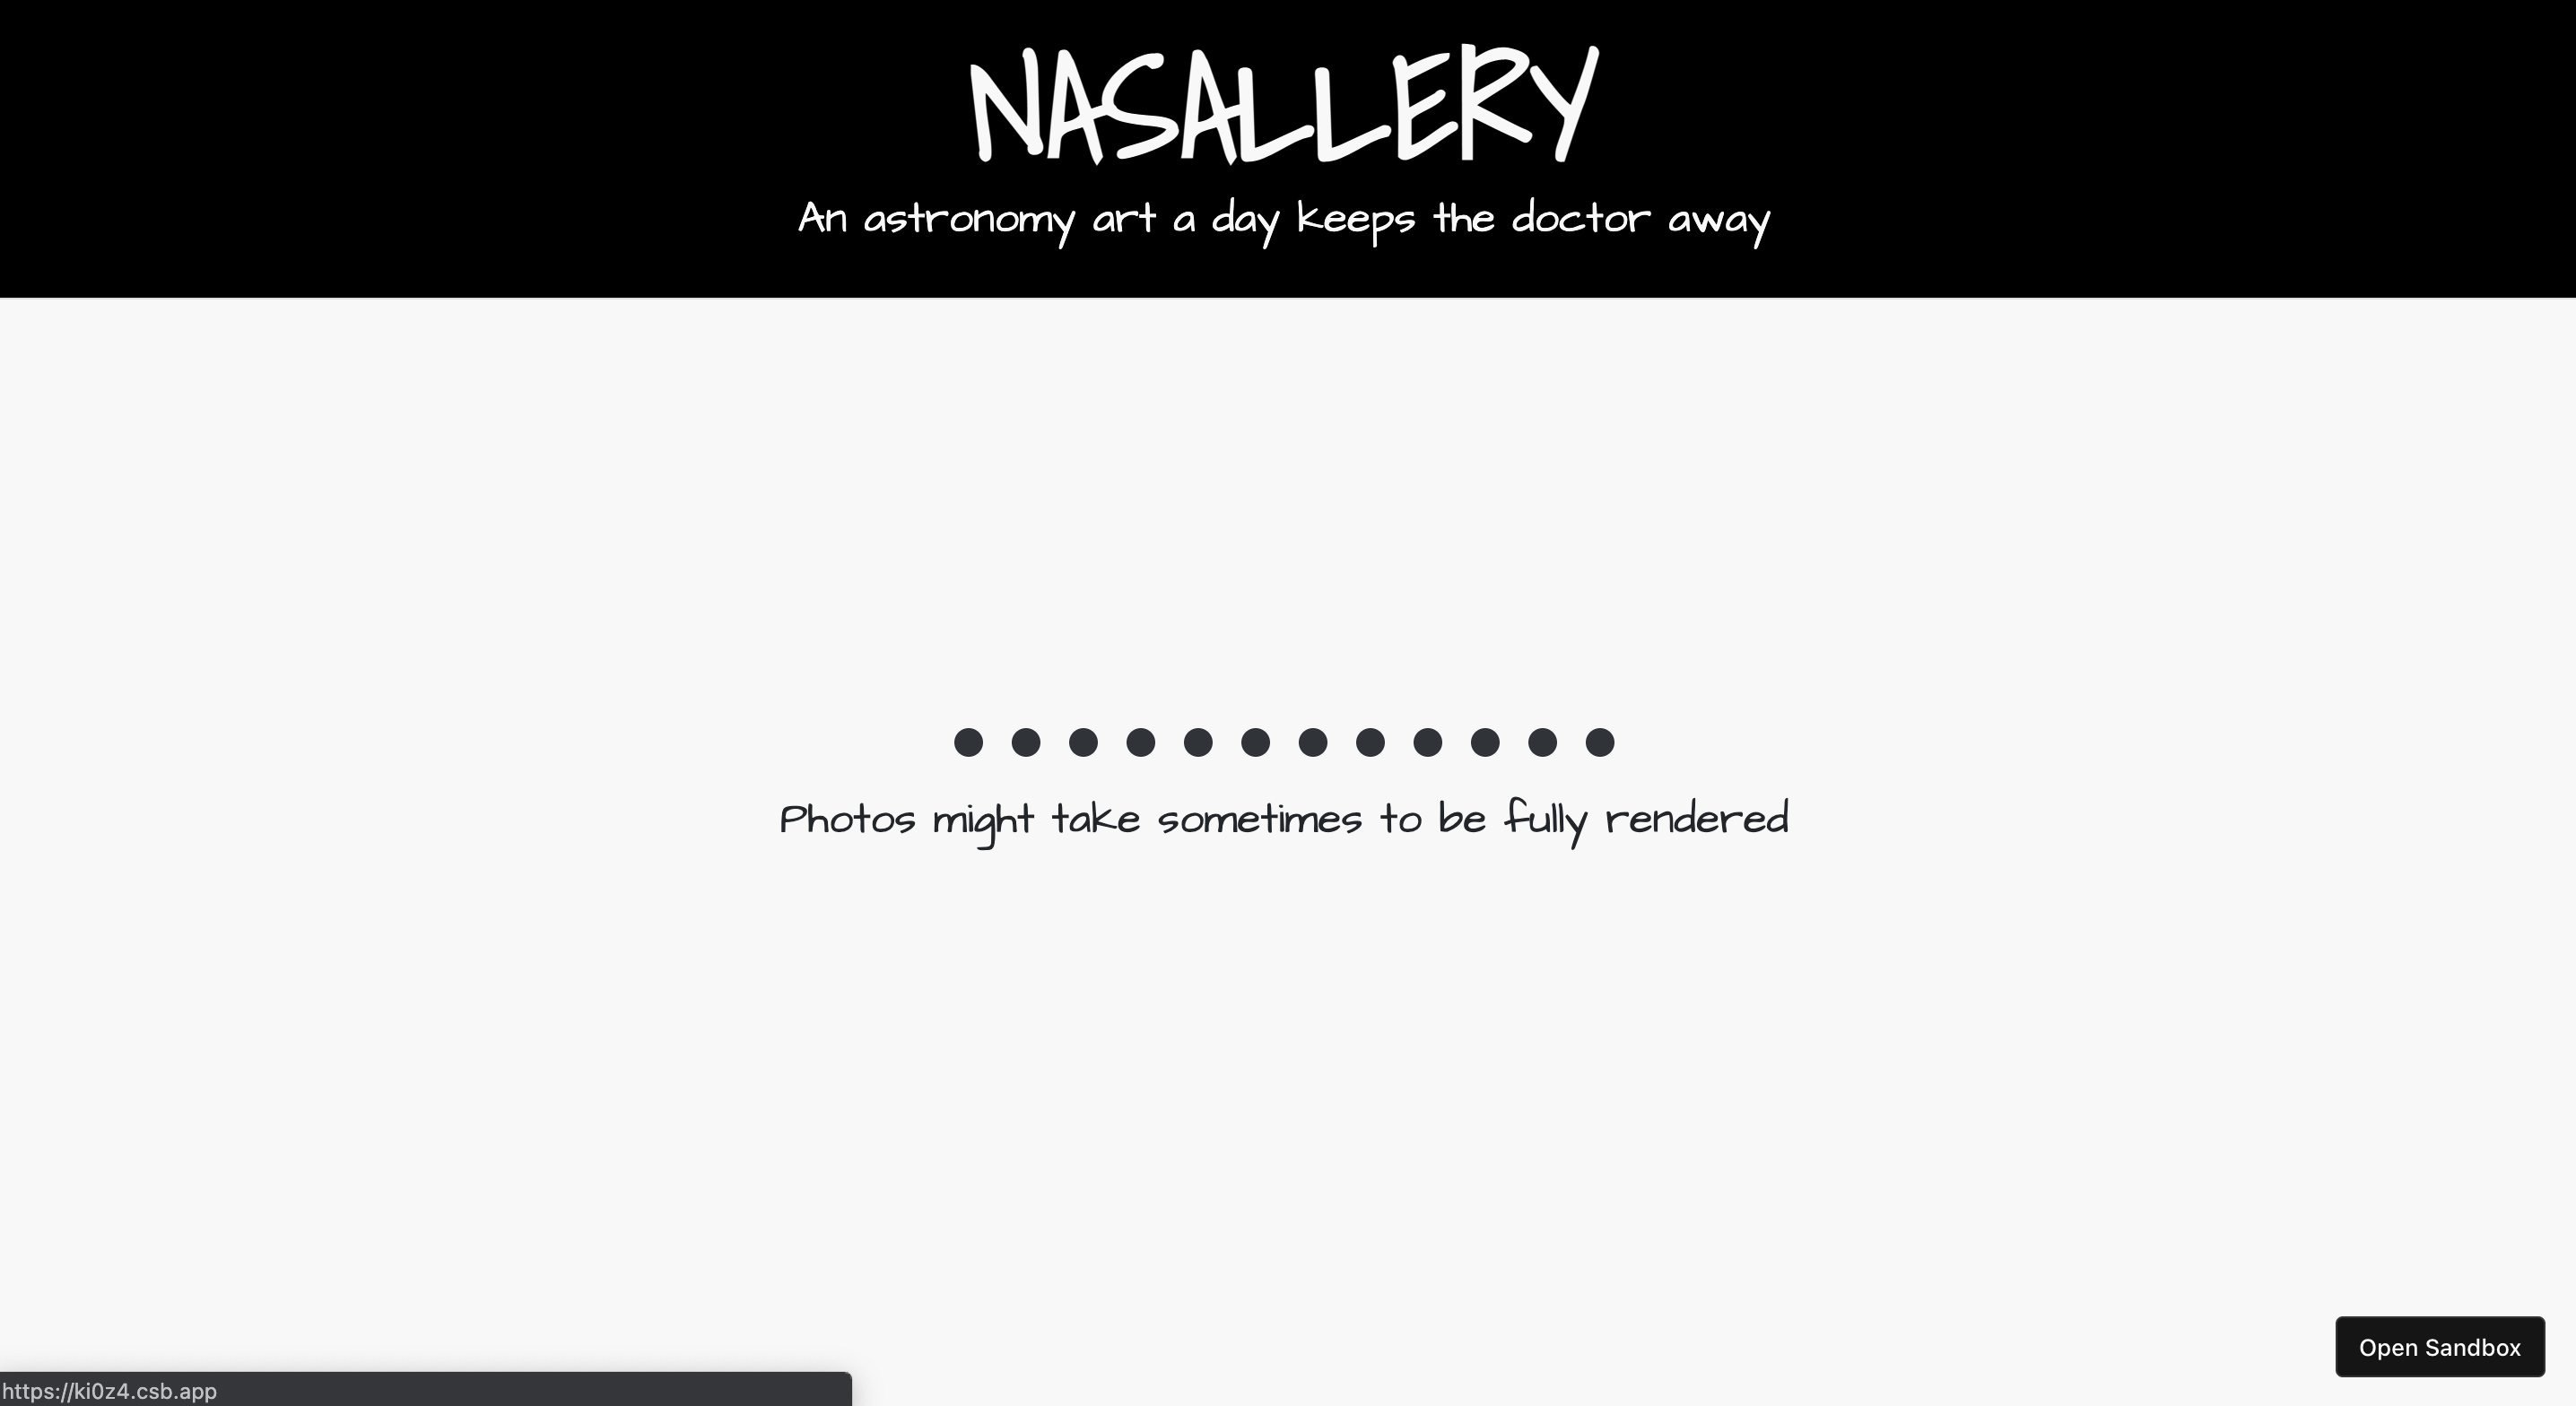 NASALLERY
An astronomy art a day keeps the doctor away
Photos might take sometimes to be fully rendered
Open Sandbox
https://ki0z4.csb.app